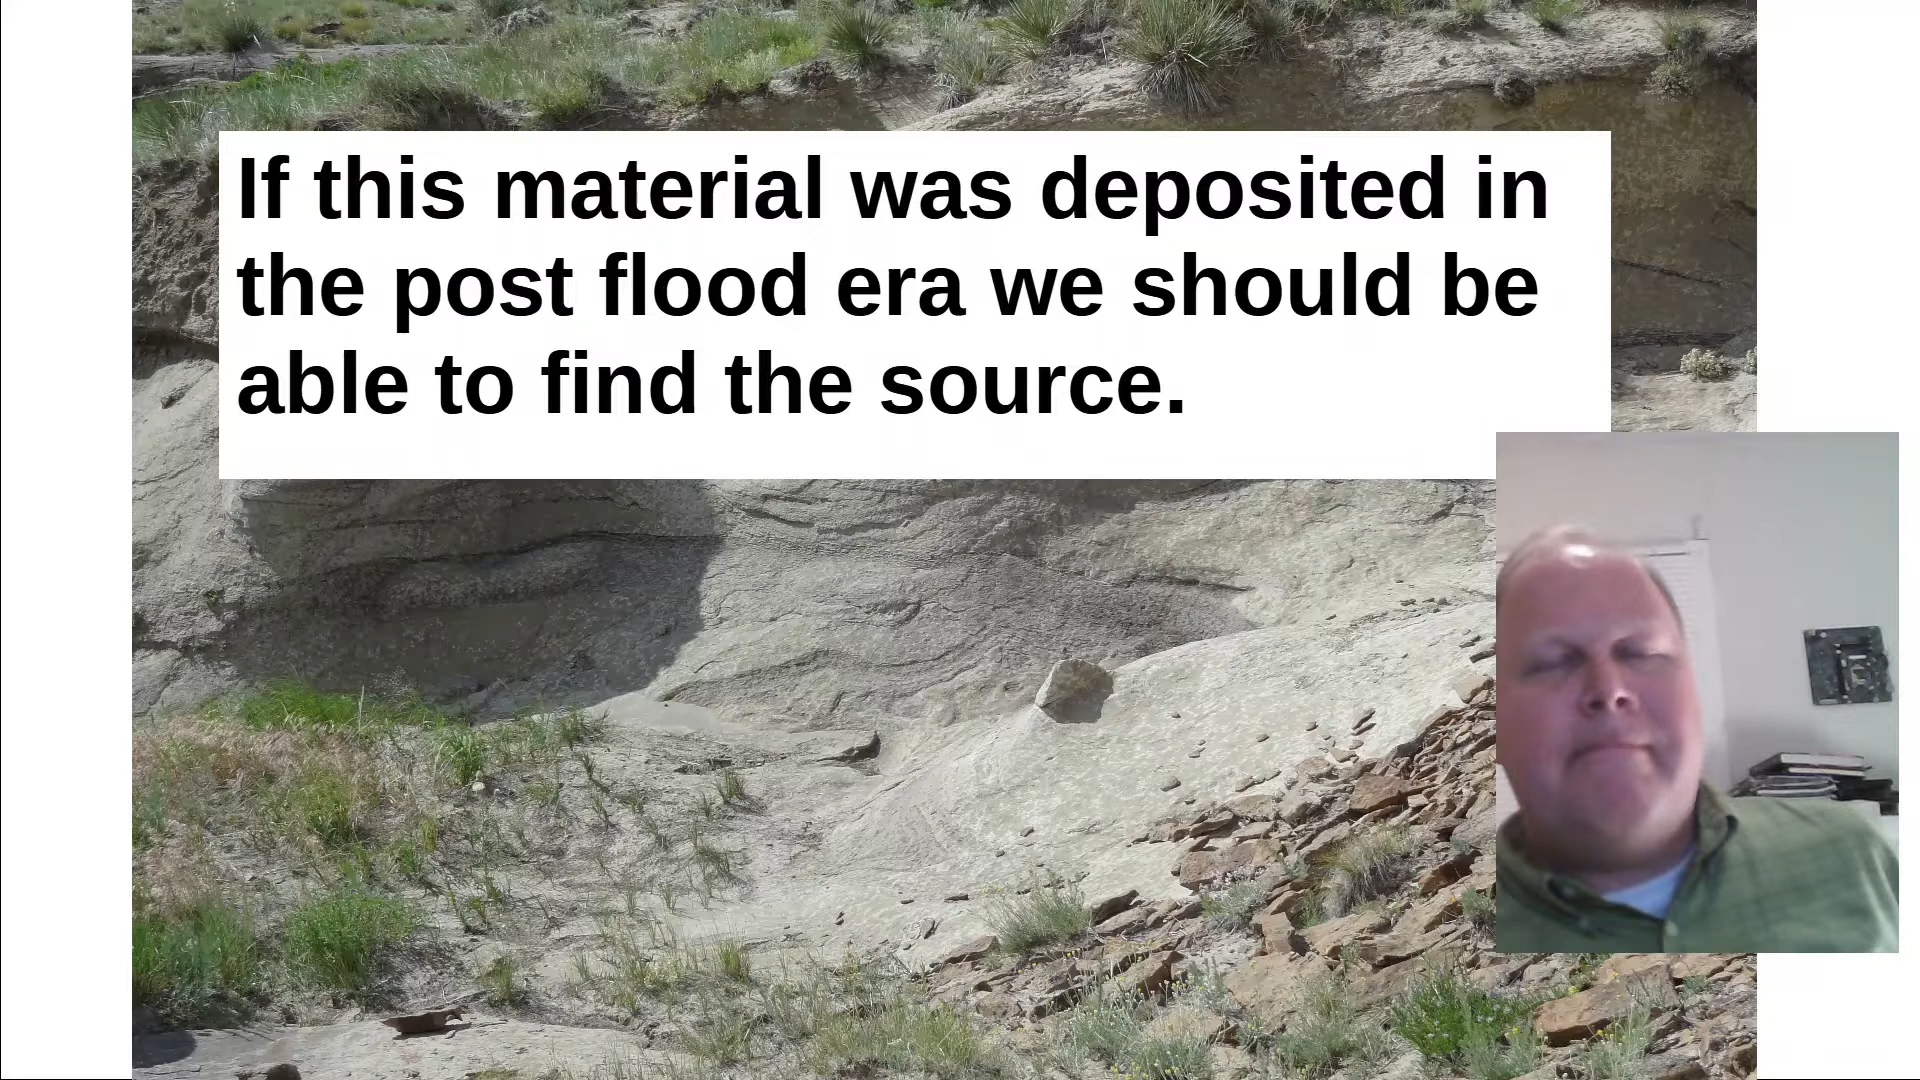 If this material was deposited in
the post flood era we should be
able to find the source.